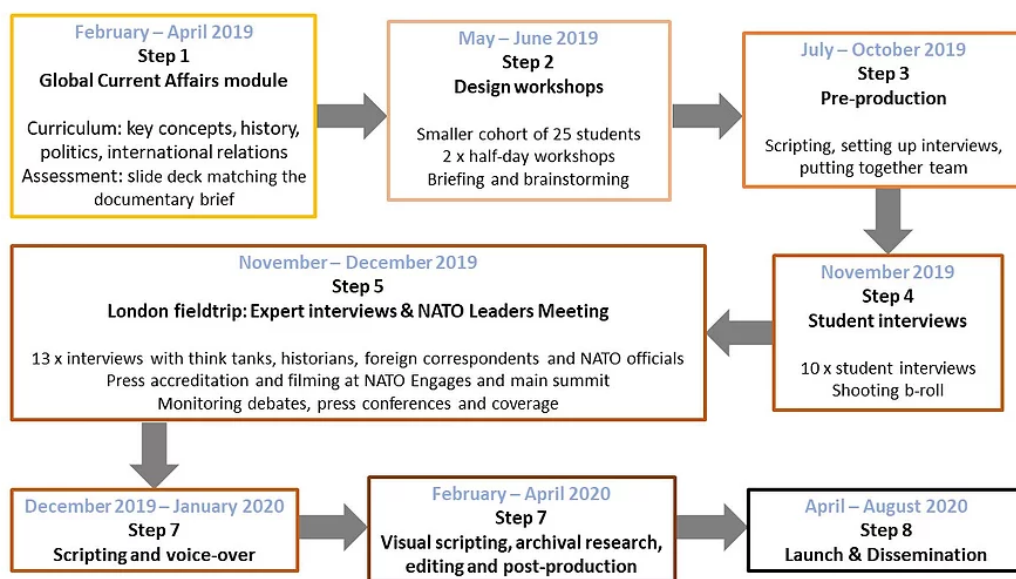 February – April 2019
Step 1
Global Current Affairs module
Curriculum: key concepts, history,
politics, international relations
Assessment: slide deck matching the
documentary brief
May – June 2019
Step 2
Design workshops
Smaller cohort of 25 students
2 x half-day workshops
Briefing and brainstorming
July – October 2019
Step 3
Pre-production
Scripting, setting up interviews,
putting together team
November 2019
Step 4
Student interviews
10 x student interviews
Shooting b-roll
November – December 2019
Step 5
London fieldtrip: Expert interviews & NATO Leaders Meeting
13 x interviews with think tanks, historians, foreign correspondents and NATO officials
Press accreditation and filming at NATO Engages and main summit
Monitoring debates, press conferences and coverage
December 2019 – January 2020
Step 7
Scripting and voice-over
February – April 2020
Step 7
Visual scripting, archival research,
editing and post-production
April – August 2020
Step 8
Launch & Dissemination